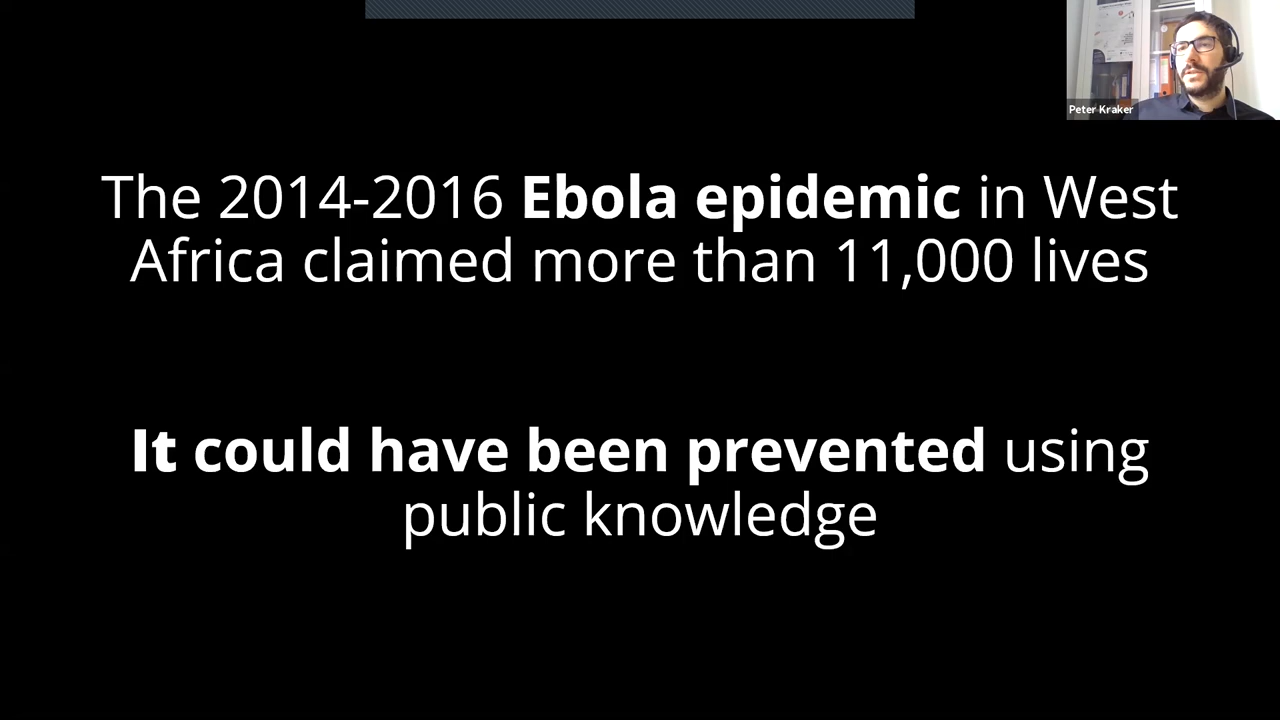 Peter Kraker
The 2014-2016 Ebola epidemic in West
Africa claimed more than 11,000 lives
It could have been prevented using
public knowledge